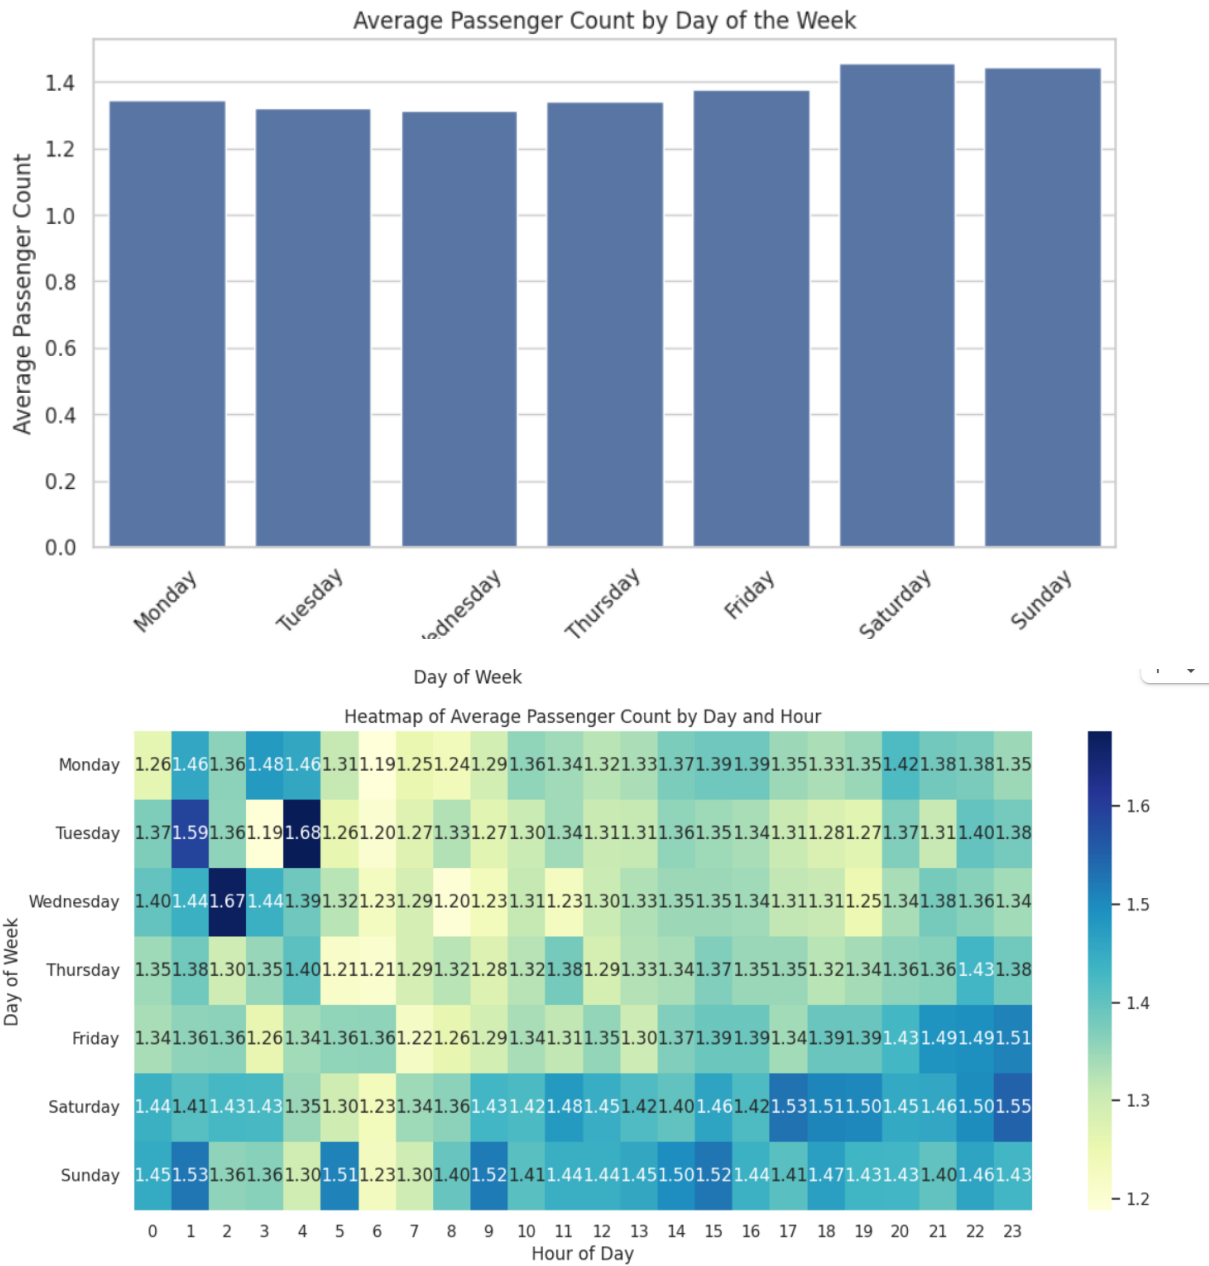 Average Passenger Count by Day of the Week
Average Passenger Count
1.4
1.2
1.0
0.8
0.6
0.4
0.2
0.0
Monday Tuesday Friday Thursday Saturday Sunday
Day of Week
Heatmap of Average Passenger Count by Day and Hour
Day of Week
Monday 1.26 1.46 1.36 1.48 1.46 1.31 1.19 1.25 1.24 1.29 1.36 1.34 1.32 1.33 1.37 1.39 1.39 1.35 1.33 1.35 1.42 1.38 1.38 1.35
Tuesday 1.37 1.59 1.36 1.19 1.68 1.26 1.20 1.27 1.33 1.27 1.30 1.34 1.31 1.31 1.36 1.35 1.34 1.31 1.28 1.27 1.37 1.31 1.40 1.38
Wednesday 1.40 1.44 1.67 1.44 1.39 1.32 1.23 1.29 1.20 1.23 1.31 1.23 1.30 1.33 1.35 1.35 1.34 1.31 1.31 1.25 1.34 1.38 1.36 1.34
Thursday 1.35 1.38 1.30 1.35 1.40 1.21 1.21 1.29 1.32 1.28 1.32 1.38 1.29 1.33 1.34 1.37 1.35 1.35 1.32 1.34 1.36 1.36 1.43 1.38
Friday 1.34 1.36 1.36 1.26 1.34 1.36 1.36 1.22 1.26 1.29 1.34 1.31 1.35 1.30 1.37 1.39 1.39 1.34 1.39 1.39 1.43 1.49 1.49 1.51
Saturday 1.44 1.41 1.43 1.43 1.35 1.30 1.23 1.34 1.36 1.43 1.42 1.48 1.45 1.42 1.40 1.46 1.42 1.53 1.51 1.50 1.45 1.46 1.50 1.55
Sunday 1.45 1.53 1.36 1.36 1.30 1.51 1.23 1.30 1.40 1.52 1.41 1.44 1.44 1.45 1.50 1.52 1.44 1.41 1.47 1.43 1.43 1.40 1.46 1.43
0 1 2 3 4 5 6 7 8 9 10 11 12 13 14 15 16 17 18 19 20 21 22 23
Hour of Day
1.6
1.5
1.4
1.3
1.2